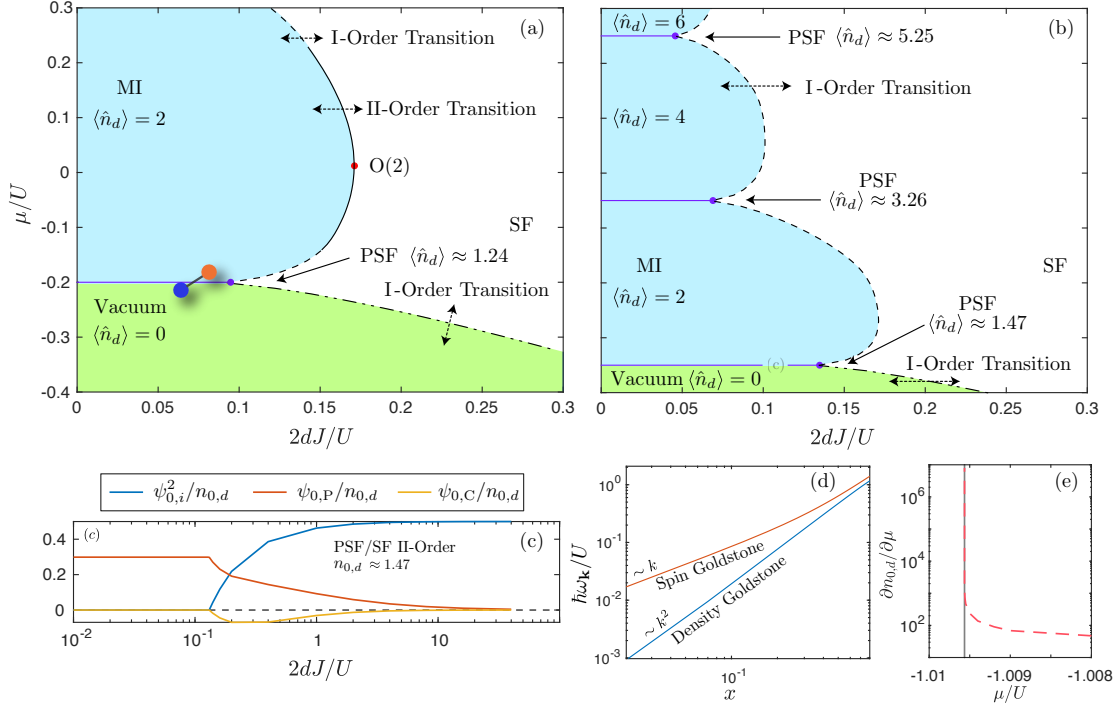 (a)
0.3
0.2
0.1
0
-0.1
-0.2
-0.3
-0.4
μ/U
MI
⟨n̂_d⟩ = 2
I-Order Transition
II-Order Transition
O(2)
SF
PSF ⟨n̂_d⟩ ≈ 1.24
I-Order Transition
Vacuum
⟨n̂_d⟩ = 0
0 0.05 0.1 0.15 0.2 0.25 0.3
2dJ/U
(b)
⟨n̂_d⟩ = 6
PSF ⟨n̂_d⟩ ≈ 5.25
I-Order Transition
⟨n̂_d⟩ = 4
PSF
⟨n̂_d⟩ ≈ 3.26
MI
⟨n̂_d⟩ = 2
SF
PSF
⟨n̂_d⟩ ≈ 1.47
(c)
I-Order Transition
Vacuum ⟨n̂_d⟩ = 0
0 0.05 0.1 0.15 0.2 0.25 0.3
2dJ/U
ψ²_{0,i}/n_{0,d} ψ_{0,P}/n_{0,d} ψ_{0,C}/n_{0,d}
(c)
(c)
PSF/SF II-Order
n_{0,d} ≈ 1.47
0.4
0.2
0
10⁻² 10⁻¹ 1 10
2dJ/U
(d)
10⁰
10⁻¹
10⁻²
10⁻³
ħω_k/U
~ k
Spin Goldstone
~ k²
Density Goldstone
10⁻¹
x
(e)
10⁶
10⁴
10²
∂n_{0,d}/∂μ
-1.01 -1.009 -1.008
μ/U